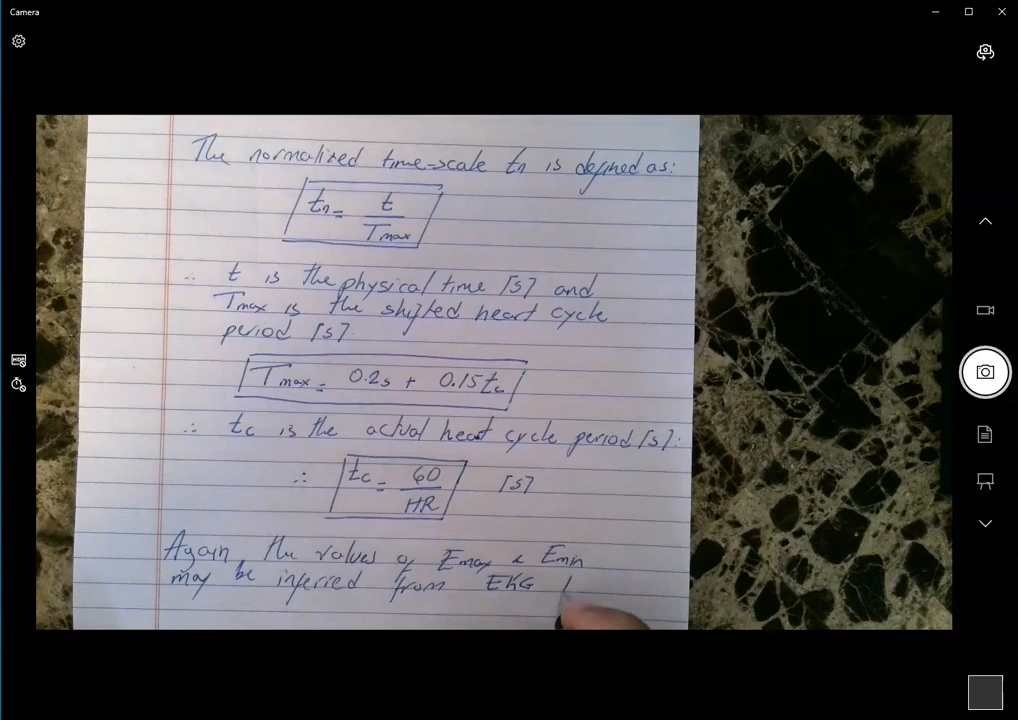 Camera
The normalized time-scale tn is defined as:
tn = t / Tmax
∴ t is the physical time [s] and
Tmax is the shifted heart cycle
period [s].
Tmax = 0.2s + 0.15tc
∴ tc is the actual heart cycle period [s].
∴ tc = 60 / HR [s]
Again, the values of Emax & Emin
may be inferred from EKG